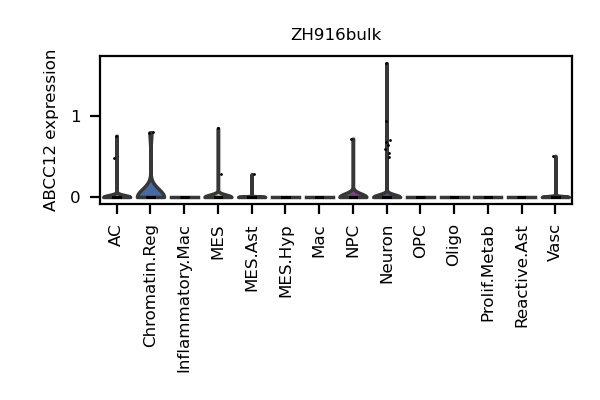 ZH916bulk
ABCC12 expression
1
0
AC
Chromatin.Reg
Inflammatory.Mac
MES
MES.Ast
MES.Hyp
Mac
NPC
Neuron
OPC
Oligo
Prolif.Metab
Reactive.Ast
Vasc